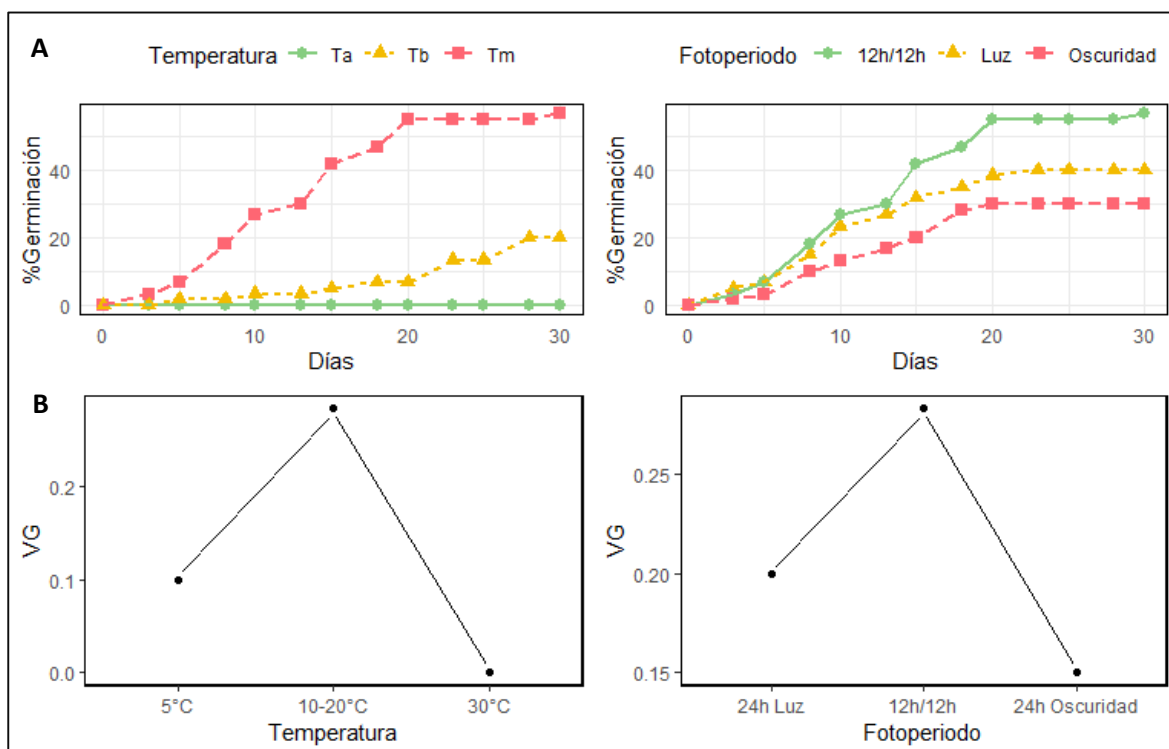 A
Temperatura Ta Tb Tm
%Germinación
40
20
0
0 10 20 30
Días
Fotoperiodo 12h/12h Luz Oscuridad
%Germinación
40
20
0
0 10 20 30
Días
B
VG
0.2
0.1
0.0
5°C 10-20°C 30°C
Temperatura
VG
0.25
0.20
0.15
24h Luz 12h/12h 24h Oscuridad
Fotoperiodo